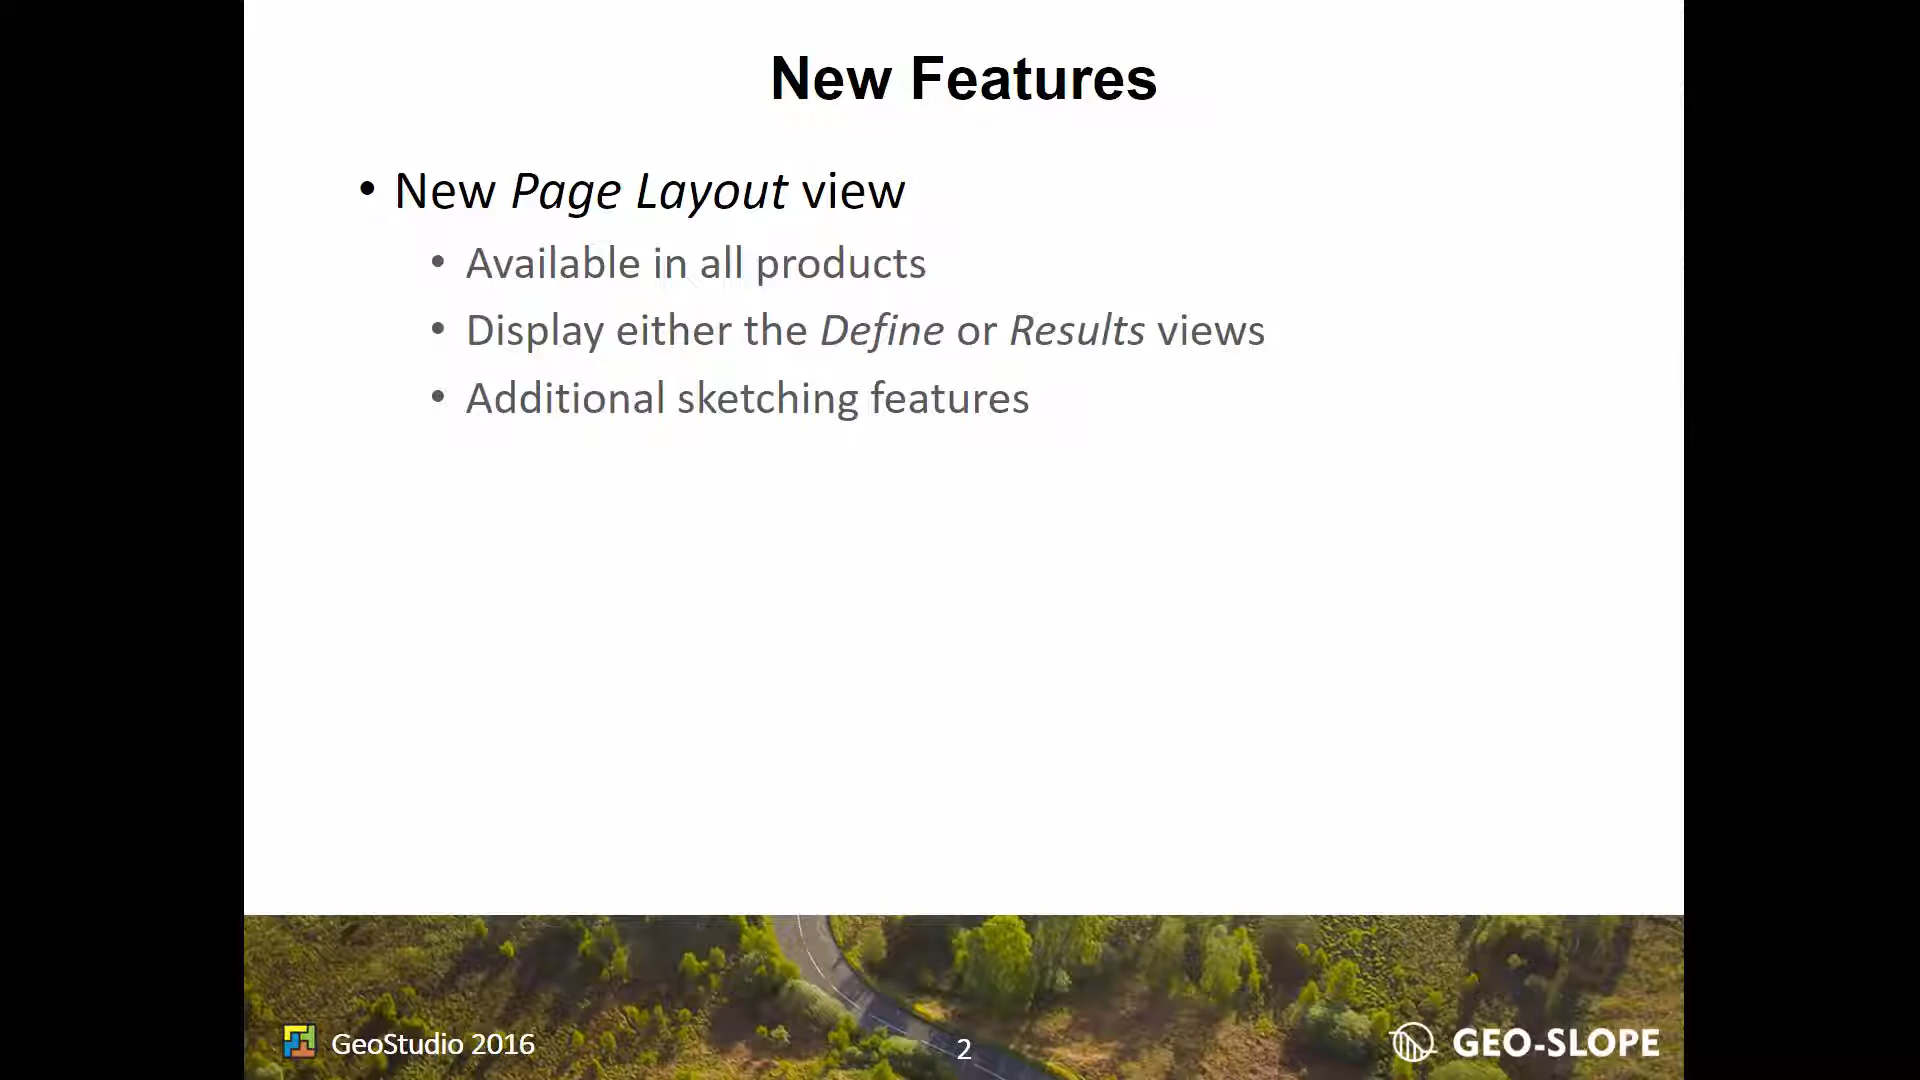 New Features
• New Page Layout view
• Available in all products
• Display either the Define or Results views
• Additional sketching features
GeoStudio 2016
2
GEO-SLOPE